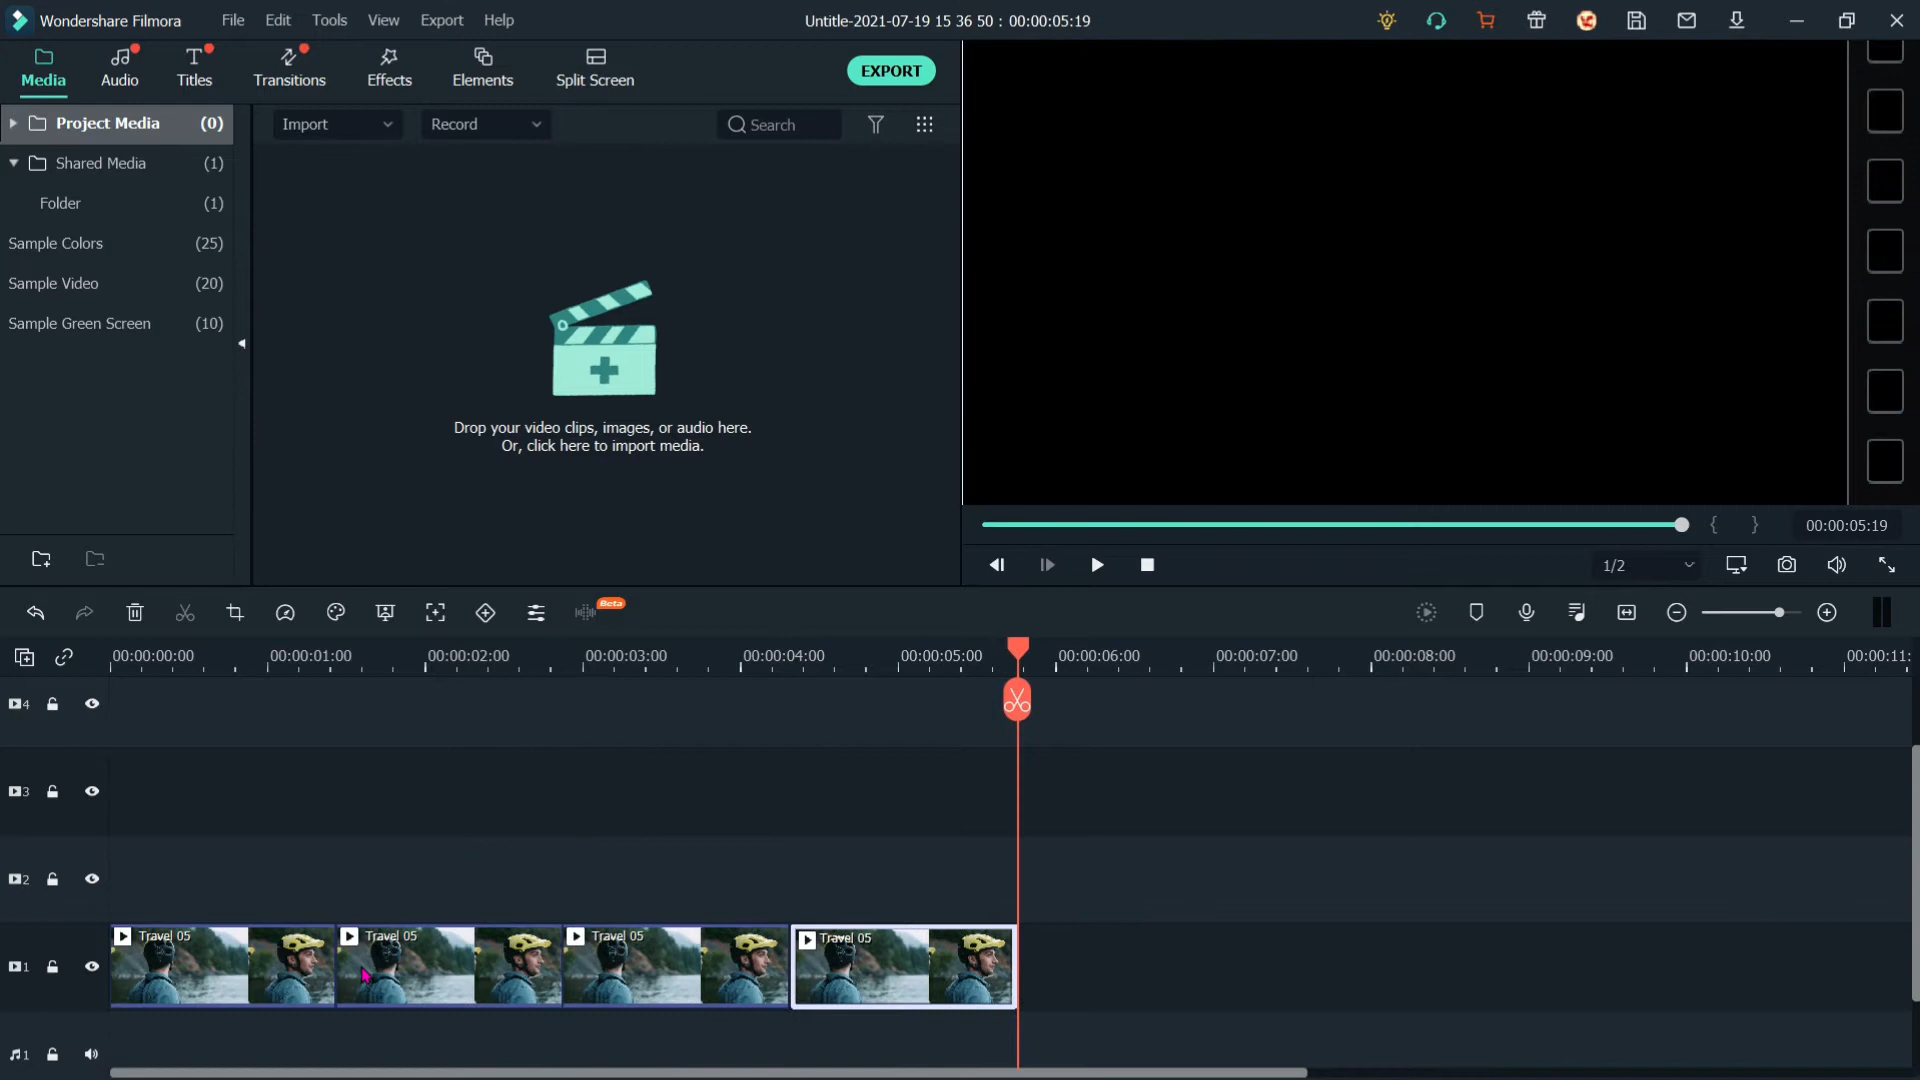 Wondershare Filmora File Edit Tools View Export Help Untitle-2021-07-19 15 36 50 : 00:00:05:19
Media Audio Titles Transitions Effects Elements Split Screen EXPORT
Project Media (0)
Import Record Search
Shared Media (1)
Folder (1)
Sample Colors (25)
Sample Video (20)
Sample Green Screen (10)
Drop your video clips, images, or audio here.
Or, click here to import media.
{ } 00:00:05:19
1/2
Beta
00:00:00:00 00:00:01:00 00:00:02:00 00:00:03:00 00:00:04:00 00:00:05:00 00:00:06:00 00:00:07:00 00:00:08:00 00:00:09:00 00:00:10:00 00:00:11:
4
3
2
Travel 05 Travel 05 Travel 05 Travel 05
1
1